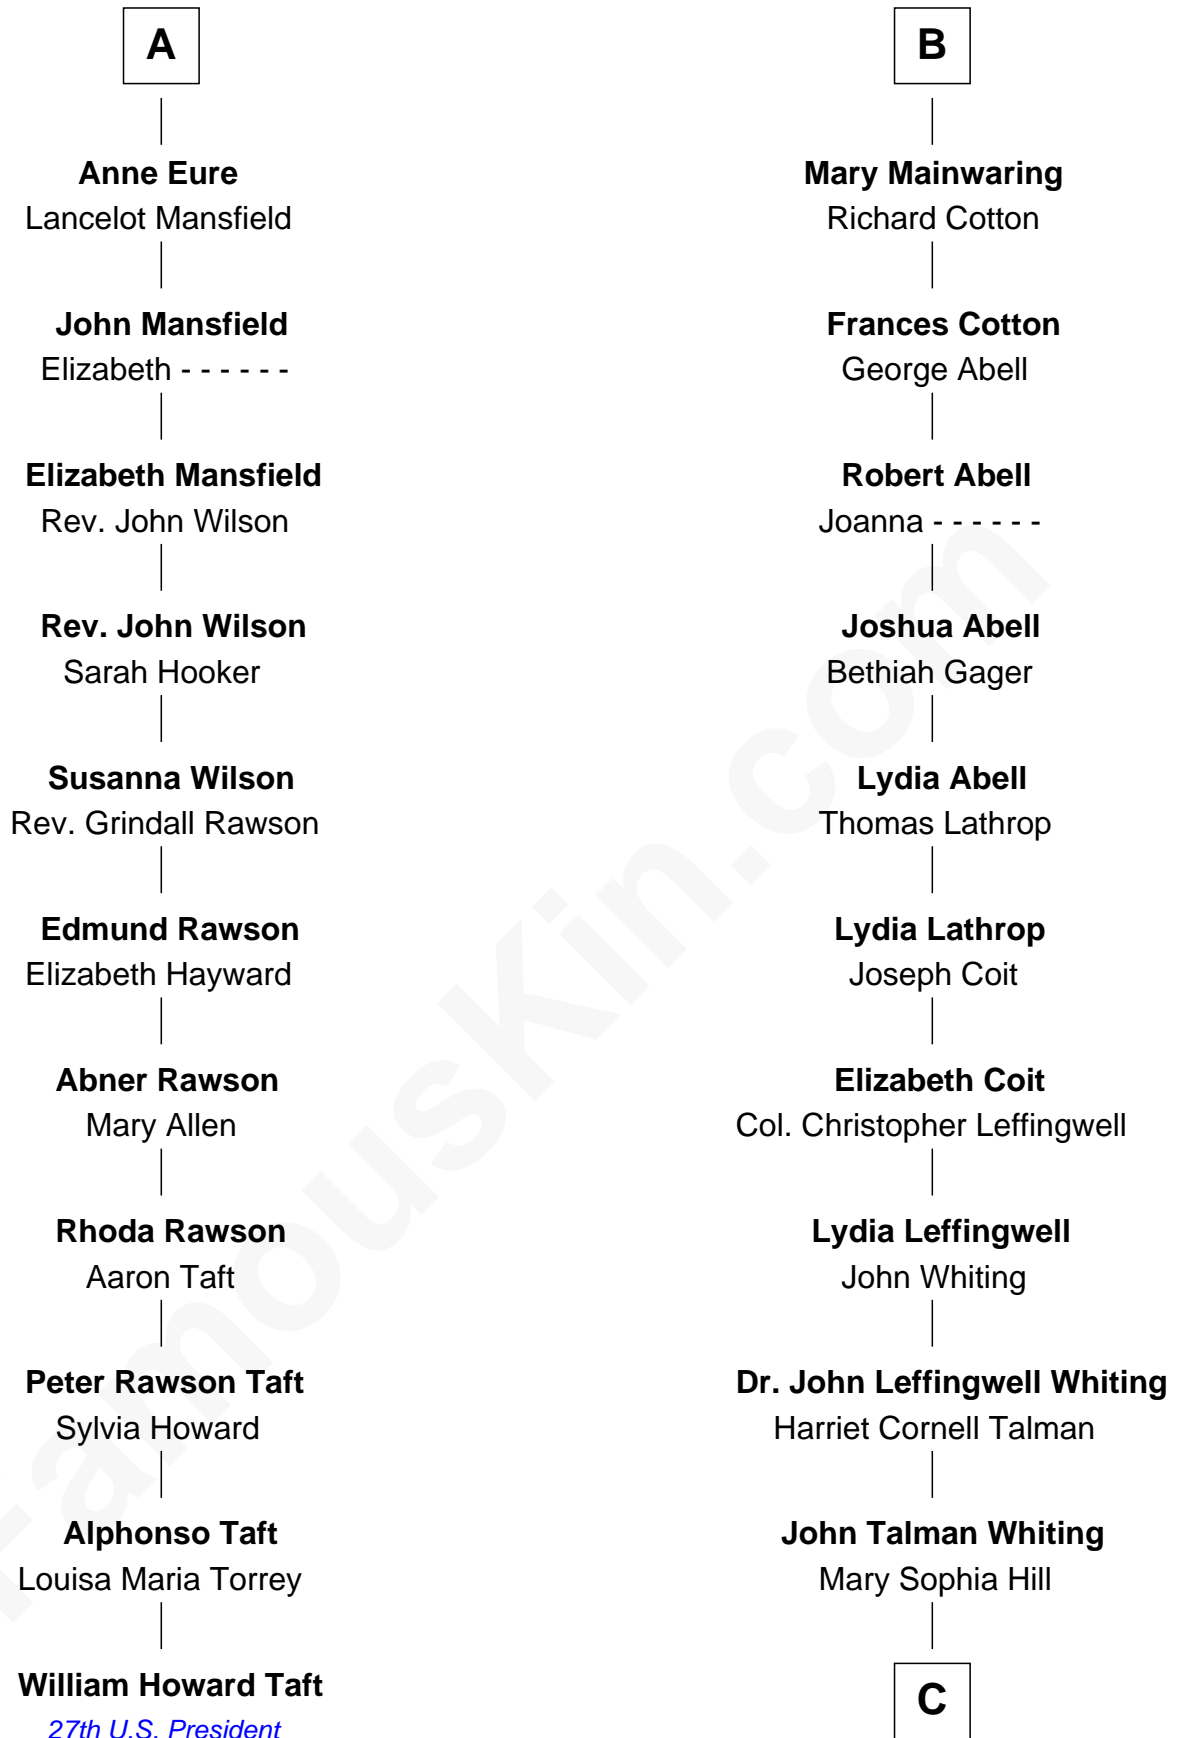 A
Anne Eure
Lancelot Mansfield
John Mansfield
Elizabeth - - - - - -
Elizabeth Mansfield
Rev. John Wilson
Rev. John Wilson
Sarah Hooker
Susanna Wilson
Rev. Grindall Rawson
Edmund Rawson
Elizabeth Hayward
Abner Rawson
Mary Allen
Rhoda Rawson
Aaron Taft
Peter Rawson Taft
Sylvia Howard
Alphonso Taft
Louisa Maria Torrey
William Howard Taft
27th U.S. President
B
Mary Mainwaring
Richard Cotton
Frances Cotton
George Abell
Robert Abell
Joanna - - - - - -
Joshua Abell
Bethiah Gager
Lydia Abell
Thomas Lathrop
Lydia Lathrop
Joseph Coit
Elizabeth Coit
Col. Christopher Leffingwell
Lydia Leffingwell
John Whiting
Dr. John Leffingwell Whiting
Harriet Cornell Talman
John Talman Whiting
Mary Sophia Hill
C
FamousKin.com